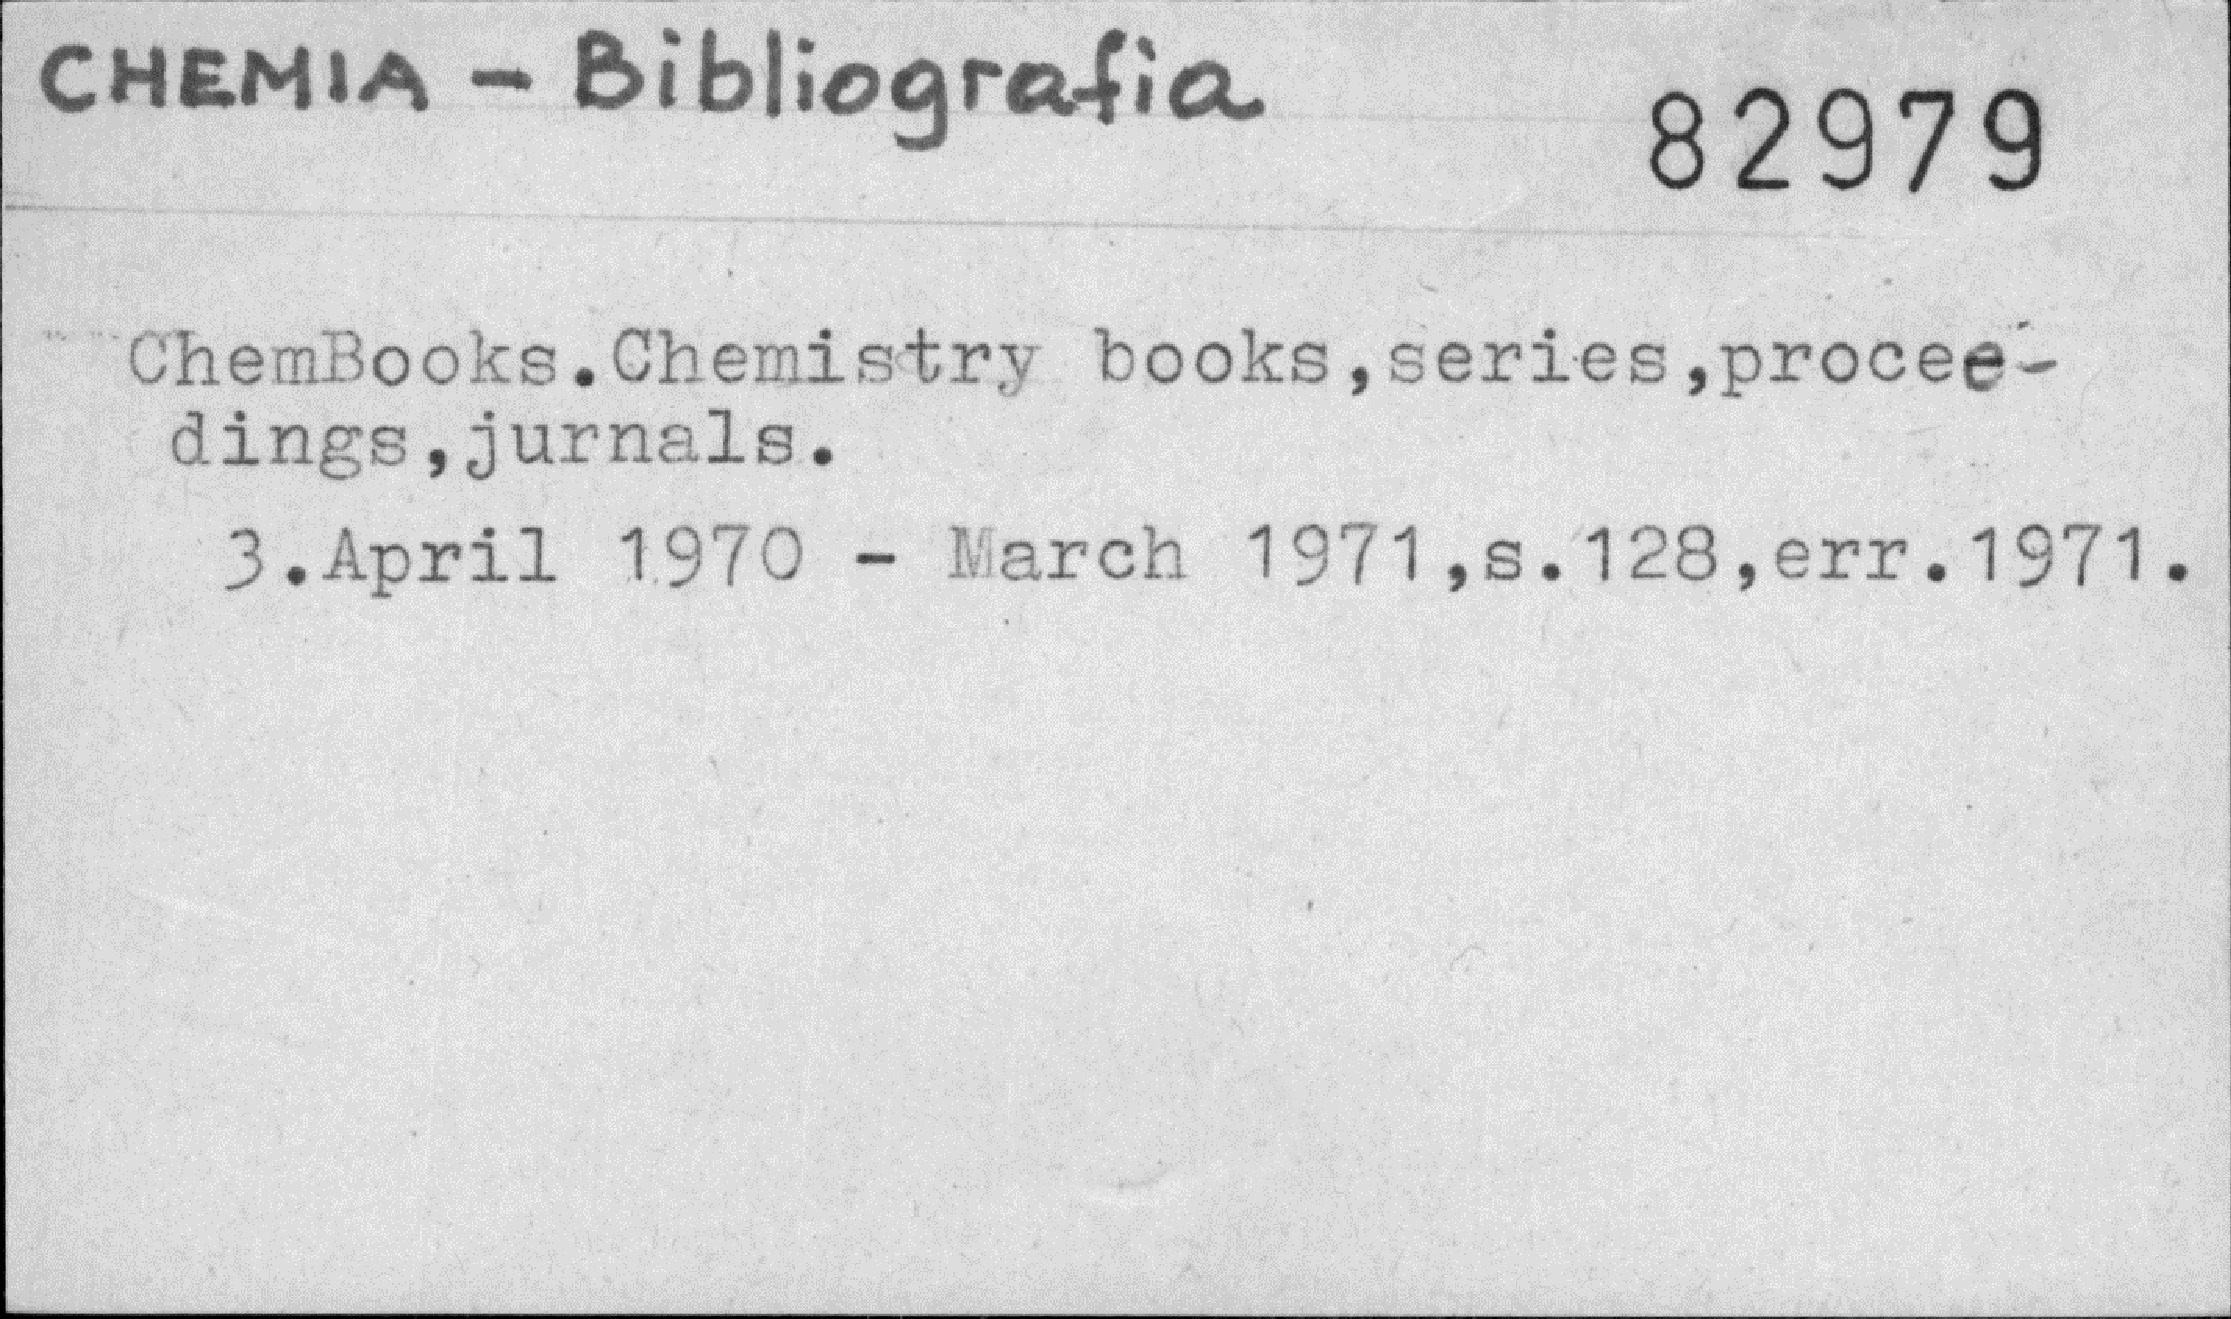 CHEMIA - Bibliografia
82979
ChemBooks.Chemistry books,series,procee-
dings,jurnals.
3.April 1970 - March 1971,s.128,err.1971.